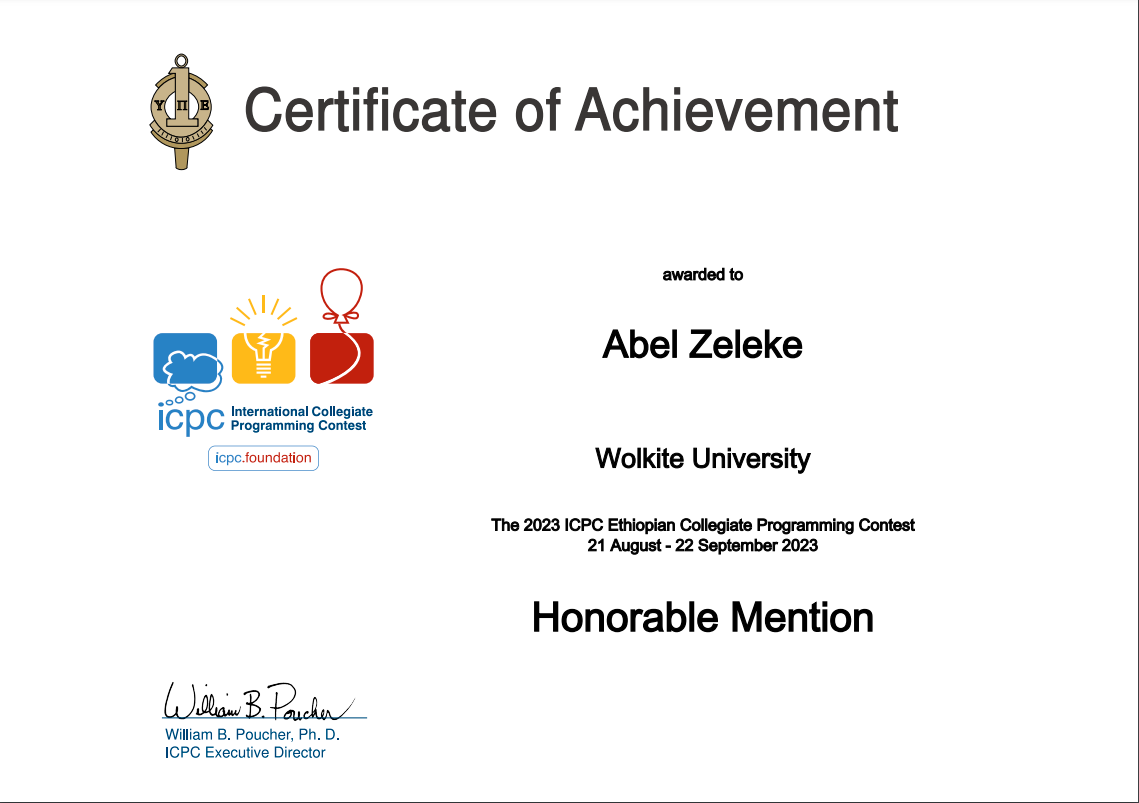 Υ Π Ε
Certificate of Achievement
awarded to
Abel Zeleke
icpc International Collegiate
Programming Contest
icpc.foundation
Wolkite University
The 2023 ICPC Ethiopian Collegiate Programming Contest
21 August - 22 September 2023
Honorable Mention
William B. Poucher
William B. Poucher, Ph. D.
ICPC Executive Director